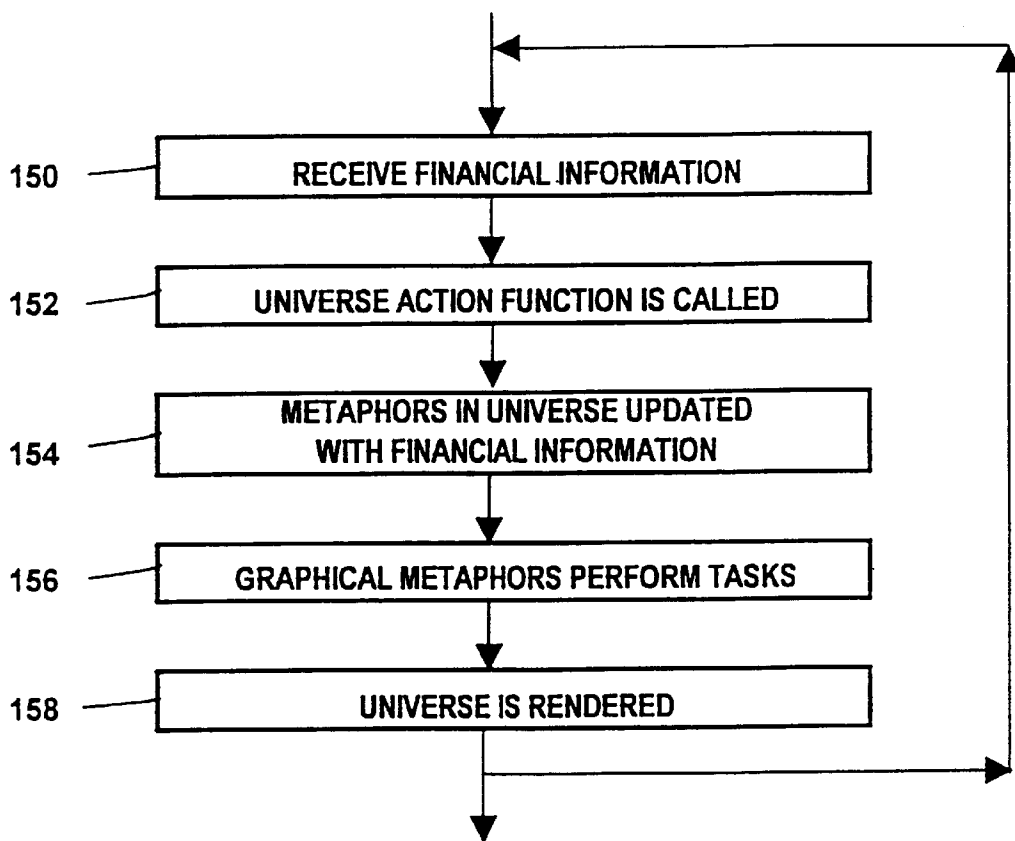 150 RECEIVE FINANCIAL INFORMATION
152 UNIVERSE ACTION FUNCTION IS CALLED
METAPHORS IN UNIVERSE UPDATED
154 WITH FINANCIAL INFORMATION
156 GRAPHICAL METAPHORS PERFORM TASKS
158 UNIVERSE IS RENDERED